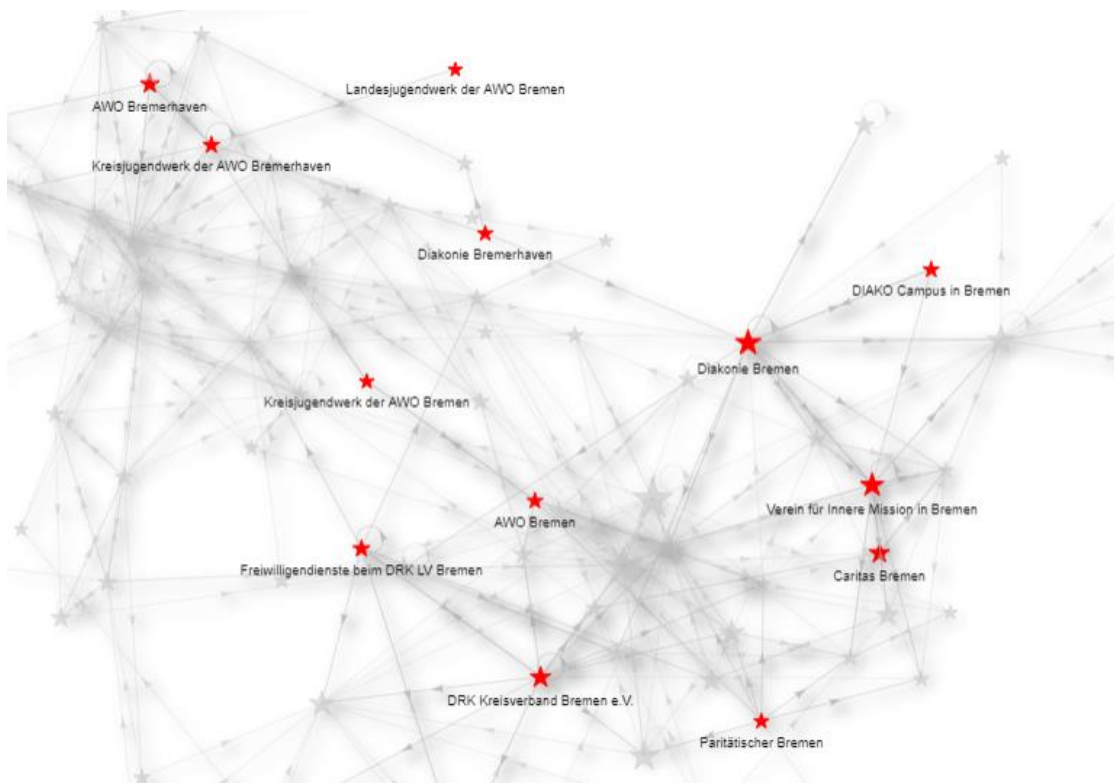 Landesjugendwerk der AWO Bremen
AWO Bremerhaven
Kreisjugendwerk der AWO Bremerhaven
Diakonie Bremerhaven
DIAKO Campus in Bremen
Diakonie Bremen
Kreisjugendwerk der AWO Bremen
Verein für Innere Mission in Bremen
AWO Bremen
Freiwilligendienste beim DRK LV Bremen
Caritas Bremen
DRK Kreisverband Bremen e.V.
Paritätischer Bremen